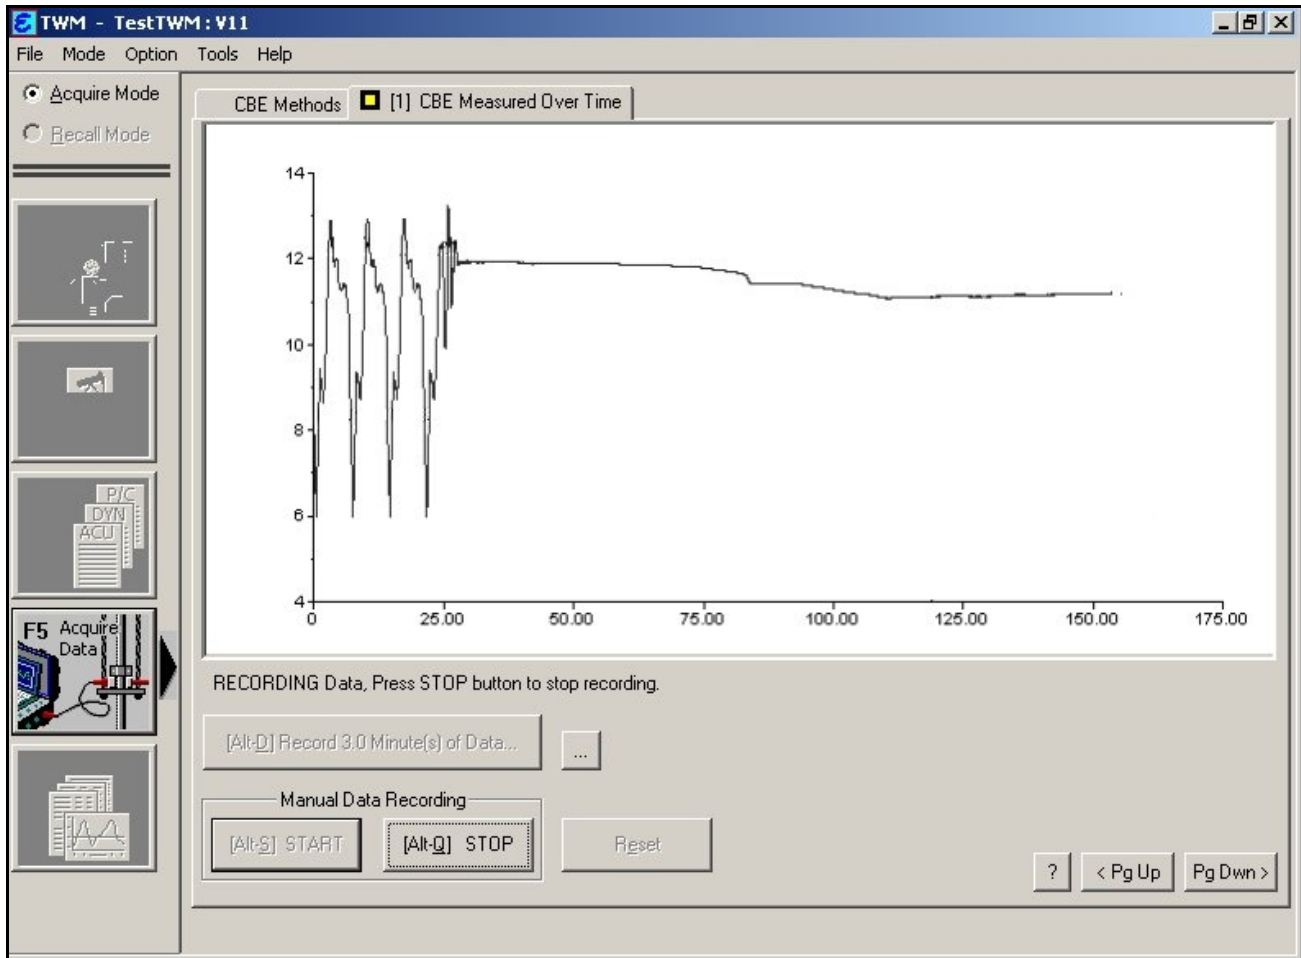 TWM - TestTWM : V11
File Mode Option Tools Help
Acquire Mode
Recall Mode
CBE Methods
[1] CBE Measured Over Time
14
12
10
8
6
4
0 25.00 50.00 75.00 100.00 125.00 150.00 175.00
P/C
DYN
ACU
F5 Acquire
Data
RECORDING Data, Press STOP button to stop recording.
[Alt-D] Record 3.0 Minute(s) of Data...
...
Manual Data Recording
[Alt-S] START
[Alt-Q] STOP
Reset
?
< Pg Up
Pg Dwn >